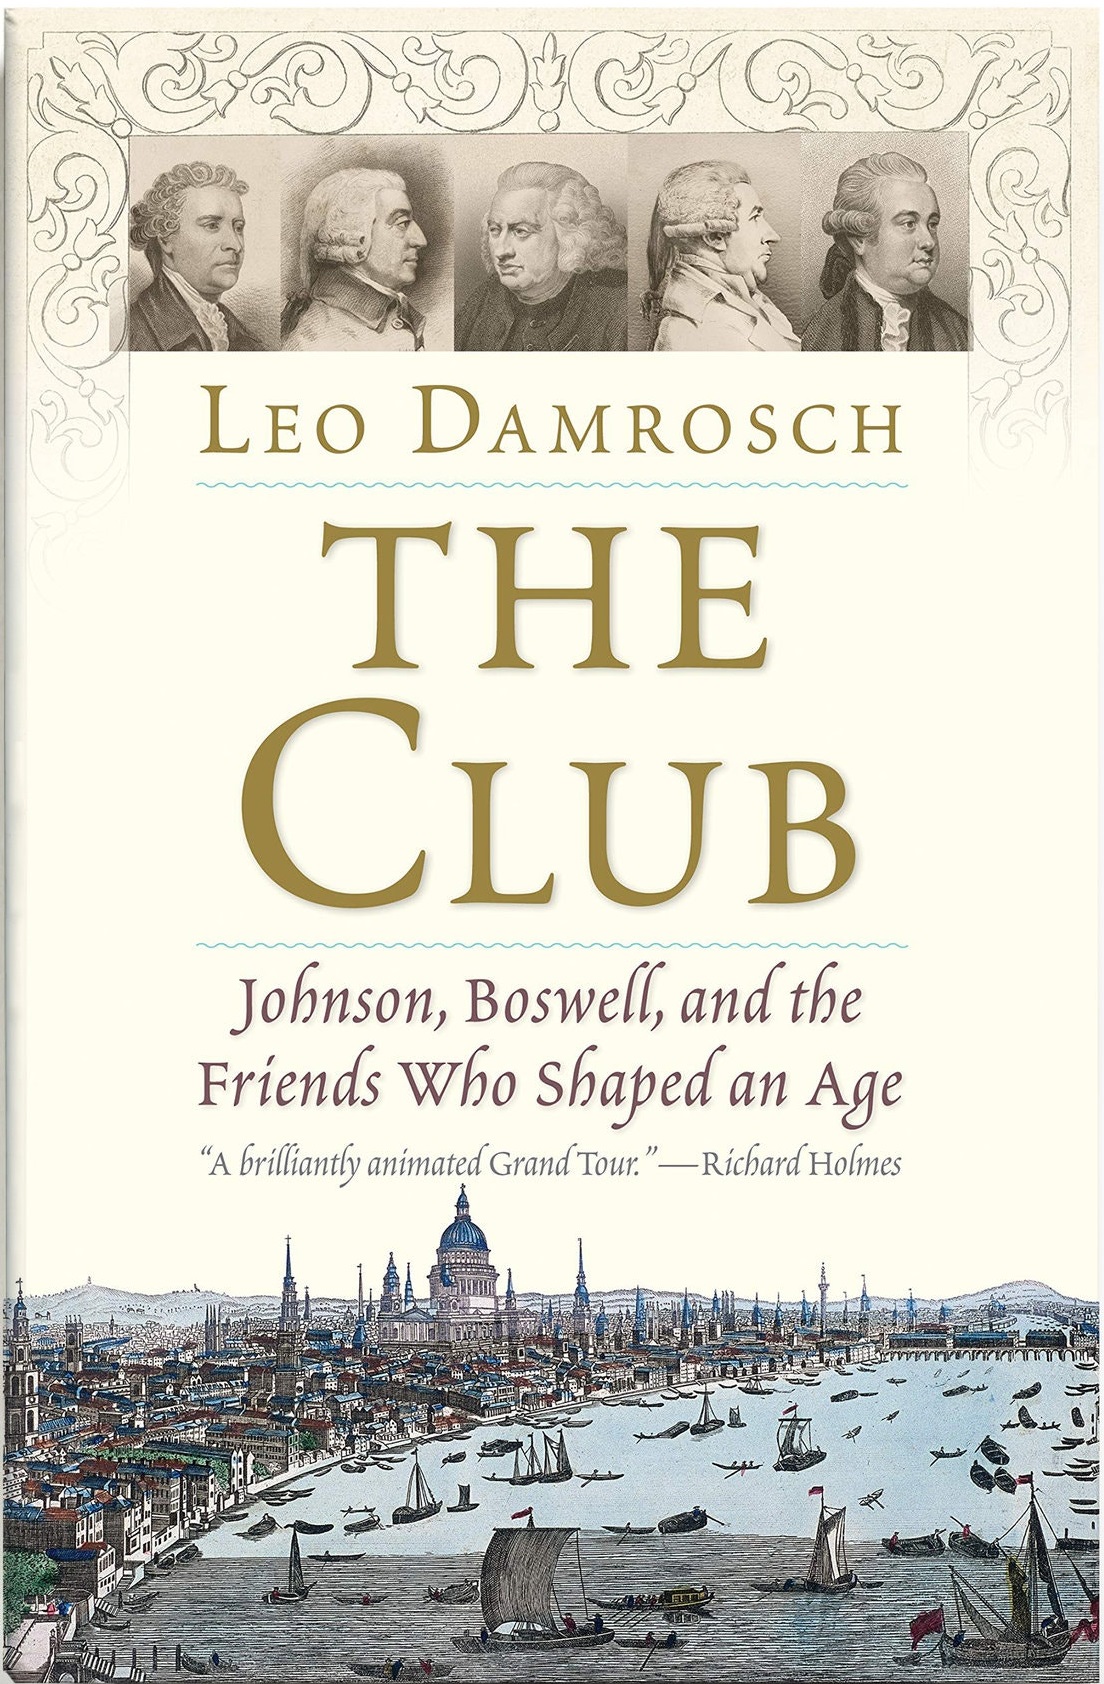 LEO DAMROSCH
THE
CLUB
Johnson, Boswell, and the
Friends Who Shaped an Age
“A brilliantly animated Grand Tour.”—Richard Holmes